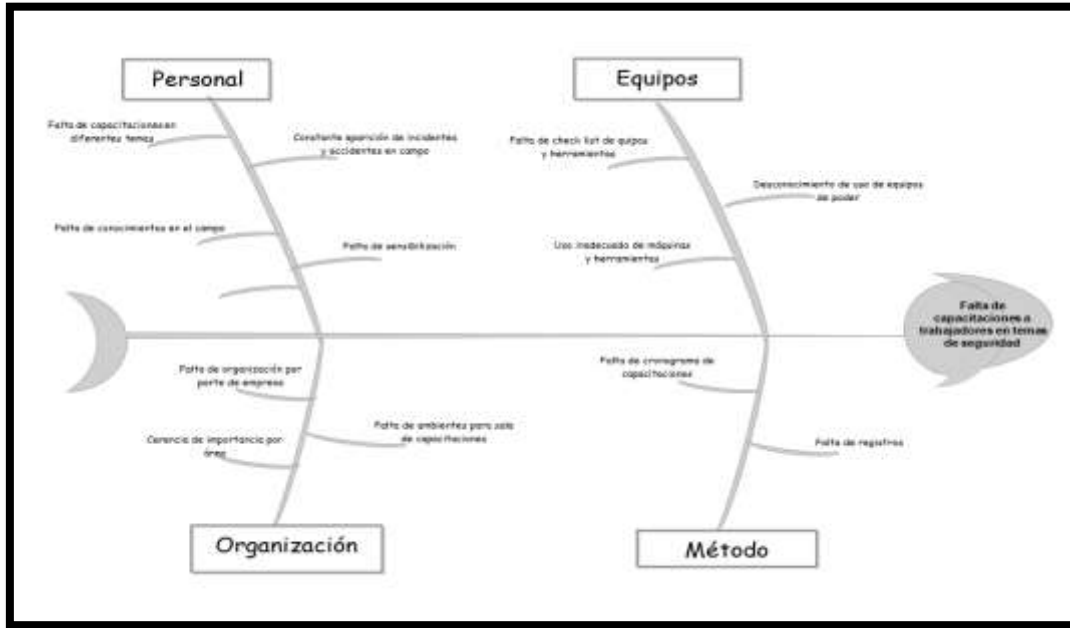 Personal
Equipos
Falta de capacitaciones en
diferentes temas
Constante aparición de incidentes
y accidentes en campo
Falta de conocimientos en el campo
Falta de sensibilización
Falta de check list de quipos
y herramientas
Desconocimiento de uso de equipos
de poder
Uso inadecuado de máquinas
y herramientas
Falta de
capacitaciones a
trabajadores en temas
de seguridad
Falta de organización por
parte de empresa
Falta de ambientes para sala
de capacitaciones
Carencia de importancia por
área
Falta de cronograma de
capacitaciones
Falta de registros
Organización
Método